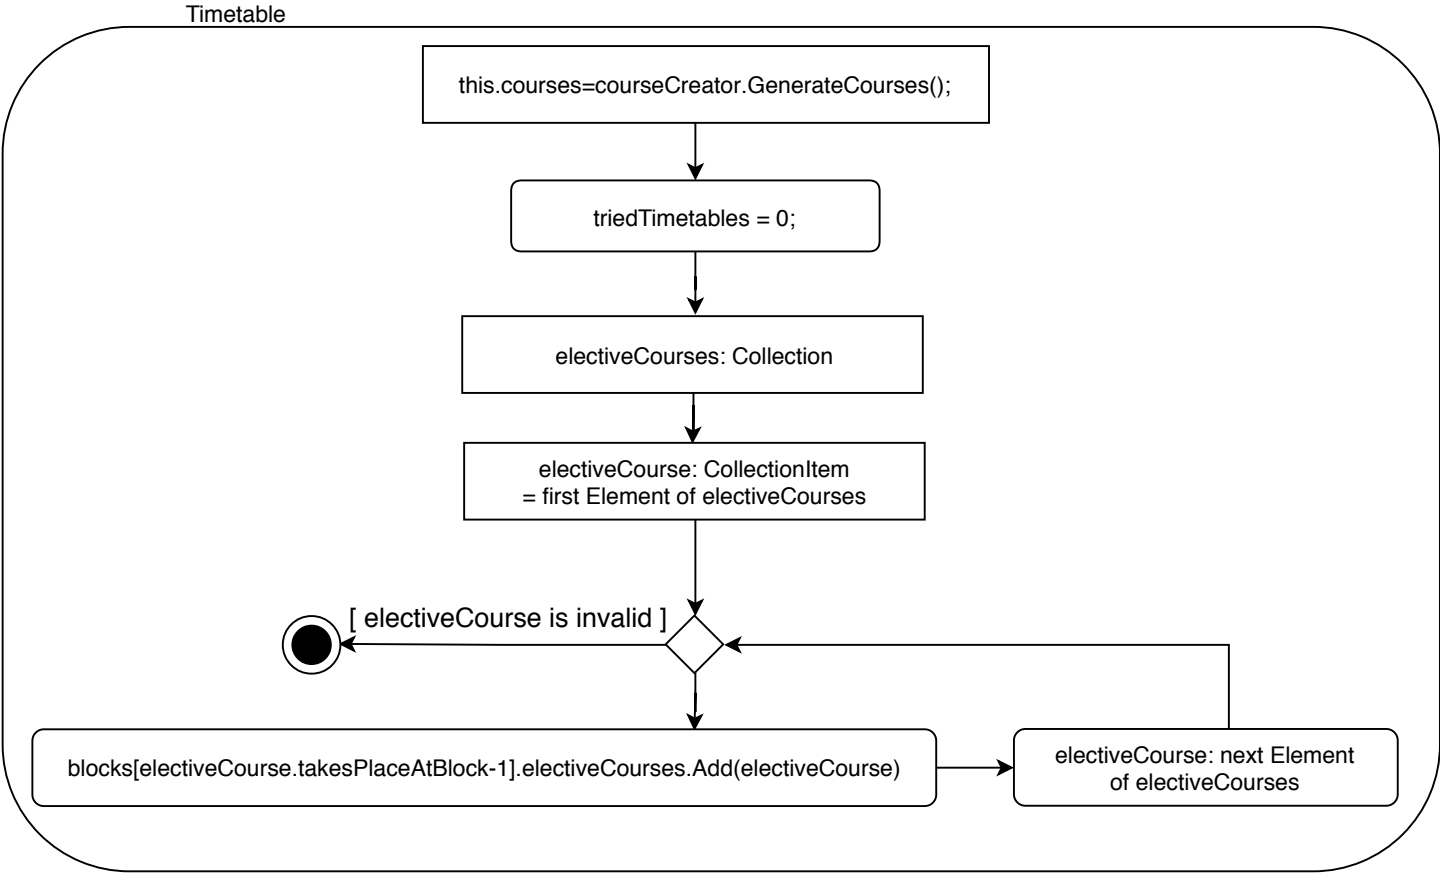 Timetable
this.courses=courseCreator.GenerateCourses();
triedTimetables = 0;
electiveCourses: Collection
electiveCourse: CollectionItem
= first Element of electiveCourses
[ electiveCourse is invalid ]
blocks[electiveCourse.takesPlaceAtBlock-1].electiveCourses.Add(electiveCourse)
electiveCourse: next Element
of electiveCourses